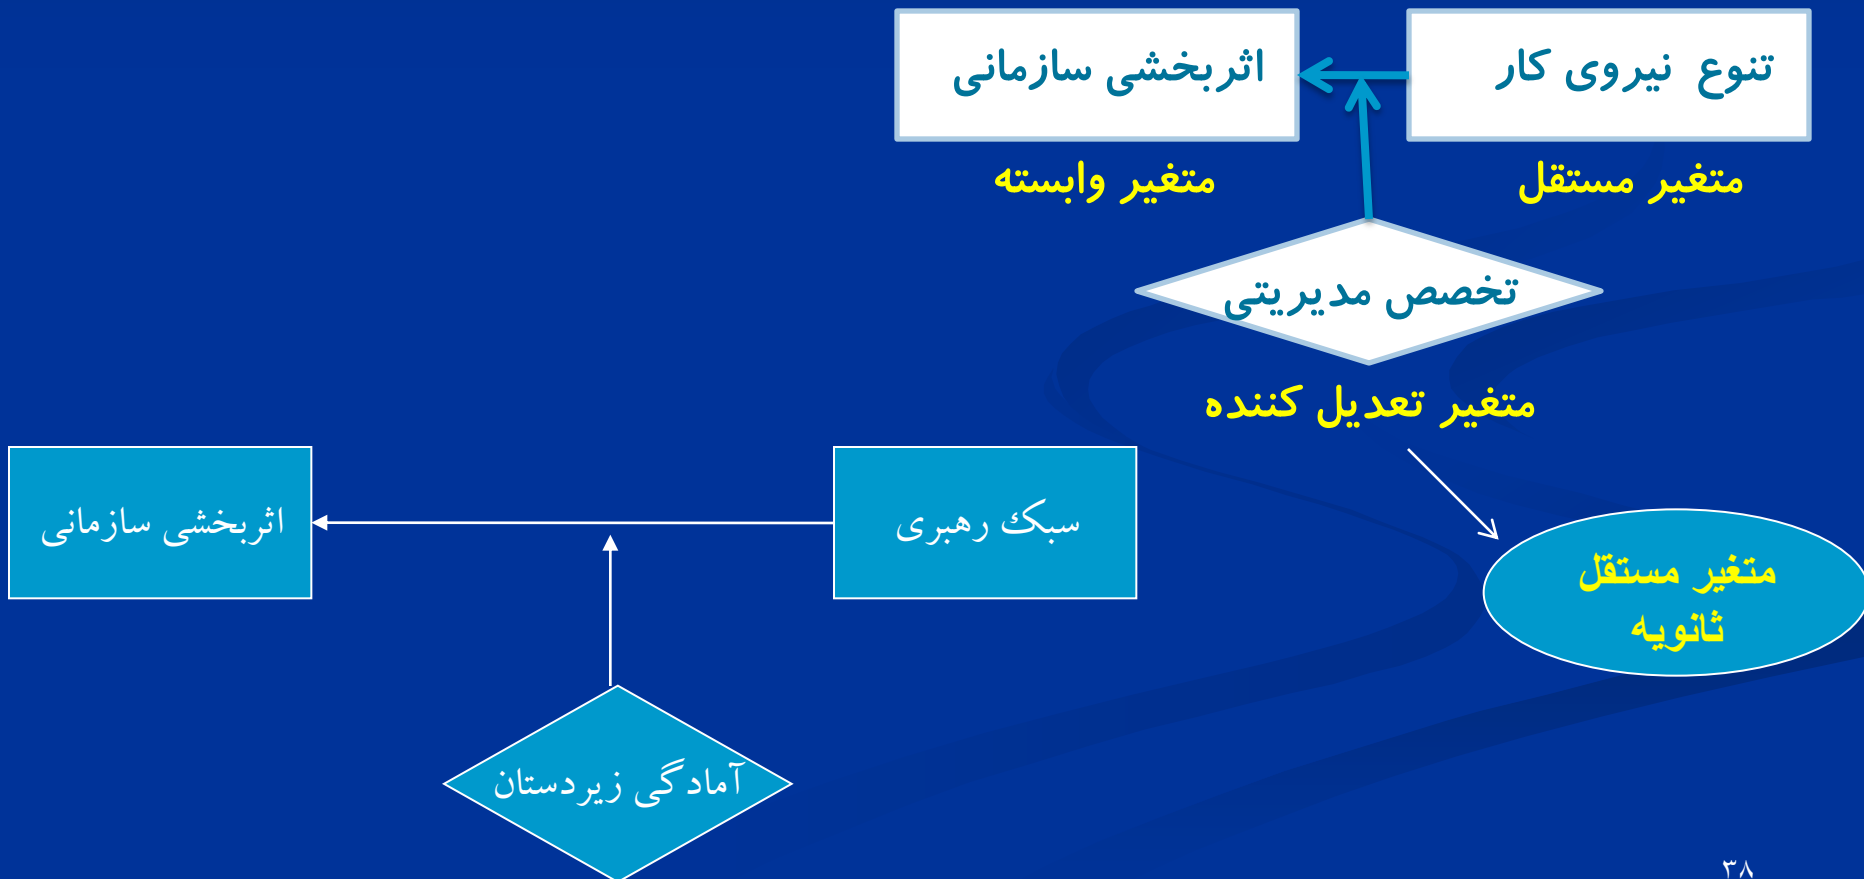 تنوع نیروی کار
اثربخشی سازمانی
متغیر مستقل
متغیر وابسته
تخصص مدیریتی
متغیر تعدیل کننده
سبک رهبری
اثربخشی سازمانی
متغیر مستقل
ثانویه
آمادگی زیردستان
۳۸